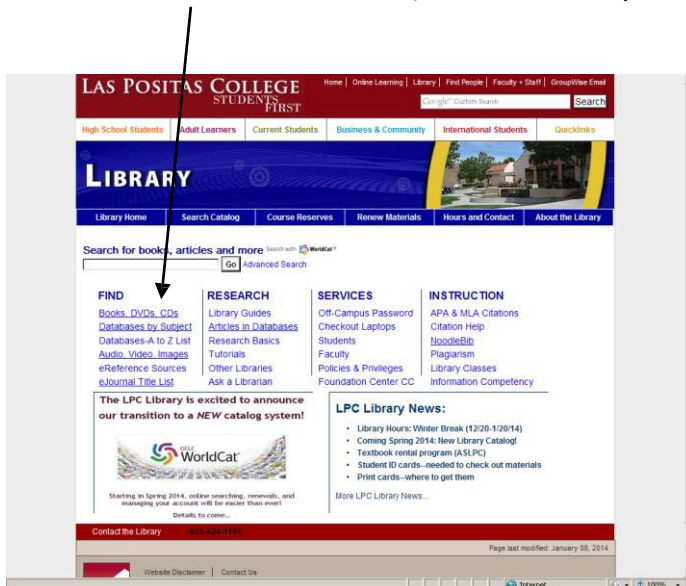 LAS POSITAS COLLEGE
STUDENTS FIRST
Home | Online Learning | Library | Find People | Faculty + Staff | GroupWise Email
Google™ Custom Search
Search
High School Students
Adult Learners
Current Students
Business & Community
International Students
Quicklinks
LIBRARY
Library Home
Search Catalog
Course Reserves
Renew Materials
Hours and Contact
About the Library
Search for books, articles and more Search with WorldCat®
Go Advanced Search
FIND
Books, DVDs, CDs
Databases by Subject
Databases-A to Z List
Audio, Video, Images
eReference Sources
eJournal Title List
RESEARCH
Library Guides
Articles in Databases
Research Basics
Tutorials
Other Libraries
Ask a Librarian
SERVICES
Off-Campus Password
Checkout Laptops
Students
Faculty
Policies & Privileges
Foundation Center CC
INSTRUCTION
APA & MLA Citations
Citation Help
NoodleBib
Plagiarism
Library Classes
Information Competency
The LPC Library is excited to announce
our transition to a NEW catalog system!
OCLC
WorldCat®
Starting in Spring 2014, online searching, renewals, and
managing your account will be easier
than ever!
Details to come...
LPC Library News:
• Library Hours: Winter Break (12/20-1/20/14)
• Coming Spring 2014: New Library Catalog!
• Textbook rental program (ASLPC)
• Student ID cards--needed to check out materials
• Print cards--where to get them
More LPC Library News...
Contact the Library
925-424-1151
Page last modified: January 08, 2014
Website Disclaimer | Contact Us
Internet
100%